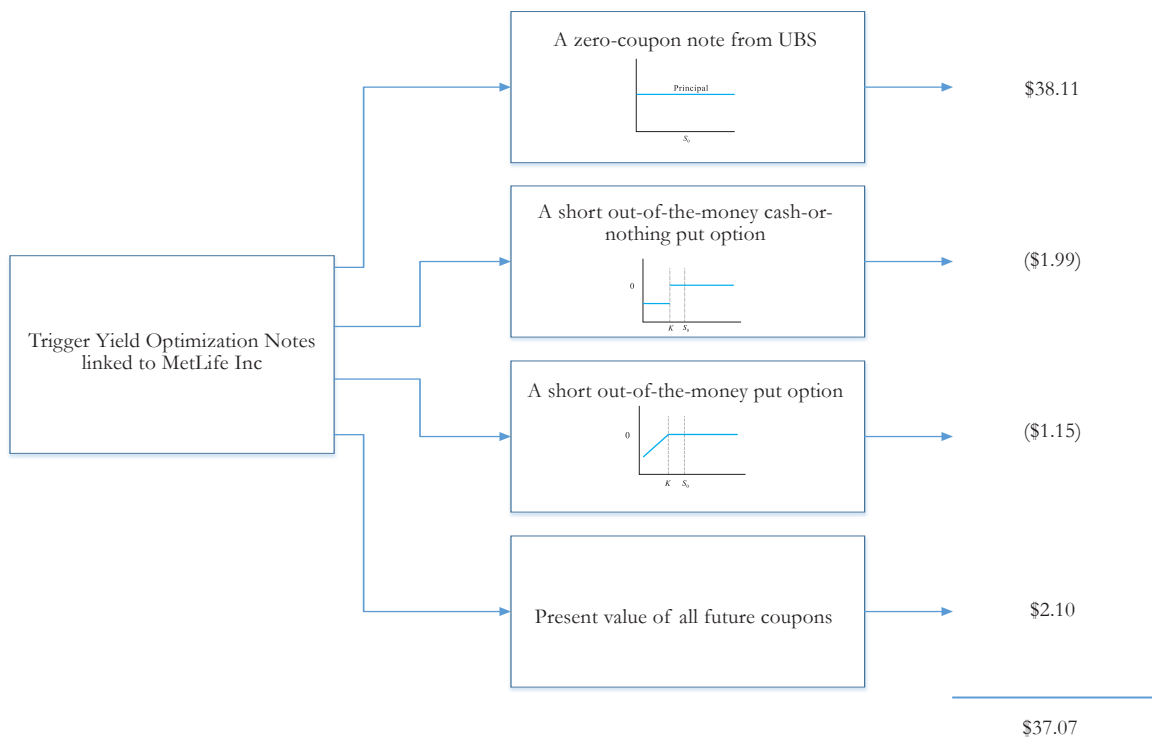 A zero-coupon note from UBS
Principal
S₀
$38.11
A short out-of-the-money cash-or-
nothing put option
0
K S₀
($1.99)
Trigger Yield Optimization Notes
linked to MetLife Inc
A short out-of-the-money put option
0
K S₀
($1.15)
Present value of all future coupons
$2.10
$37.07